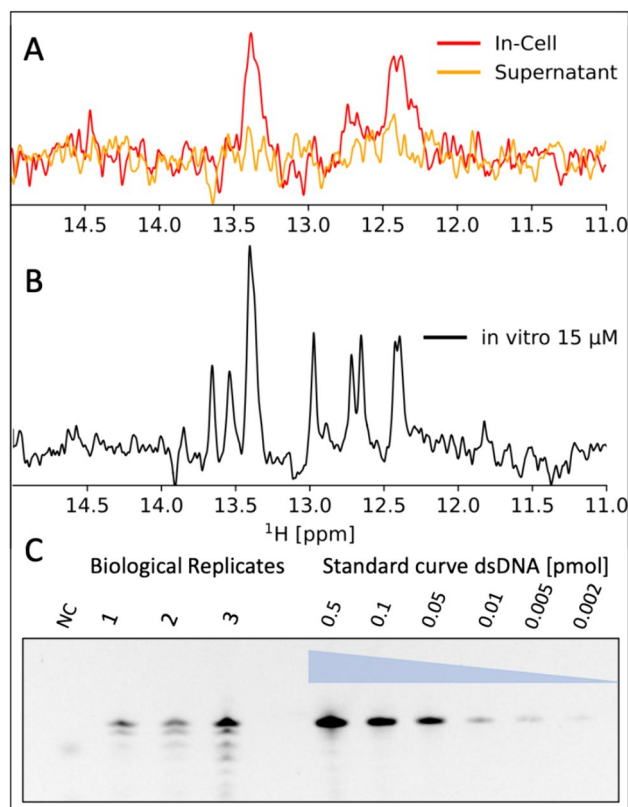 A
In-Cell
Supernatant
14.5 14.0 13.5 13.0 12.5 12.0 11.5 11.0
B
in vitro 15 µM
14.5 14.0 13.5 13.0 12.5 12.0 11.5 11.0
¹H [ppm]
C
Biological Replicates Standard curve dsDNA [pmol]
NC 1 2 3 0.5 0.1 0.05 0.01 0.005 0.002